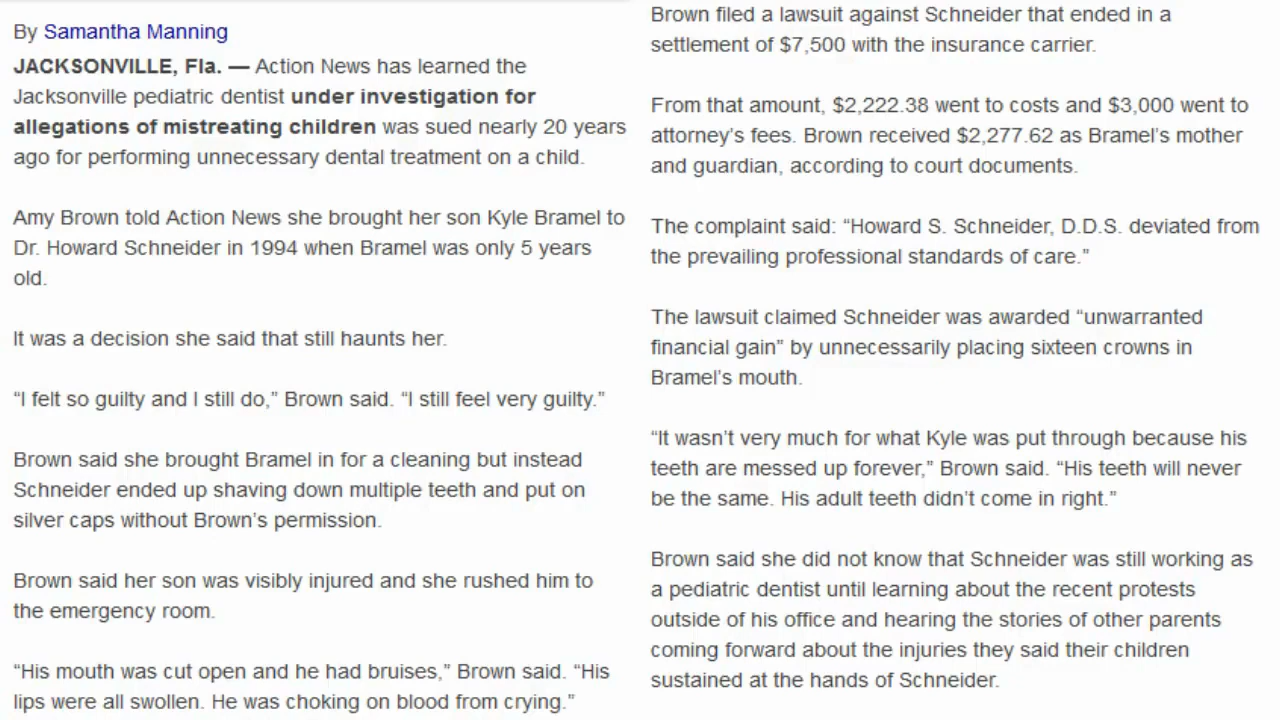 By Samantha Manning
JACKSONVILLE, Fla. — Action News has learned the
Jacksonville pediatric dentist under investigation for
allegations of mistreating children was sued nearly 20 years
ago for performing unnecessary dental treatment on a child.
Amy Brown told Action News she brought her son Kyle Bramel to
Dr. Howard Schneider in 1994 when Bramel was only 5 years
old.
It was a decision she said that still haunts her.
“I felt so guilty and I still do,” Brown said. “I still feel very guilty.”
Brown said she brought Bramel in for a cleaning but instead
Schneider ended up shaving down multiple teeth and put on
silver caps without Brown’s permission.
Brown said her son was visibly injured and she rushed him to
the emergency room.
“His mouth was cut open and he had bruises,” Brown said. “His
lips were all swollen. He was choking on blood from crying.”
Brown filed a lawsuit against Schneider that ended in a
settlement of $7,500 with the insurance carrier.
From that amount, $2,222.38 went to costs and $3,000 went to
attorney’s fees. Brown received $2,277.62 as Bramel’s mother
and guardian, according to court documents.
The complaint said: “Howard S. Schneider, D.D.S. deviated from
the prevailing professional standards of care.”
The lawsuit claimed Schneider was awarded “unwarranted
financial gain” by unnecessarily placing sixteen crowns in
Bramel’s mouth.
“It wasn’t very much for what Kyle was put through because his
teeth are messed up forever,” Brown said. “His teeth will never
be the same. His adult teeth didn’t come in right.”
Brown said she did not know that Schneider was still working as
a pediatric dentist until learning about the recent protests
outside of his office and hearing the stories of other parents
coming forward about the injuries they said their children
sustained at the hands of Schneider.